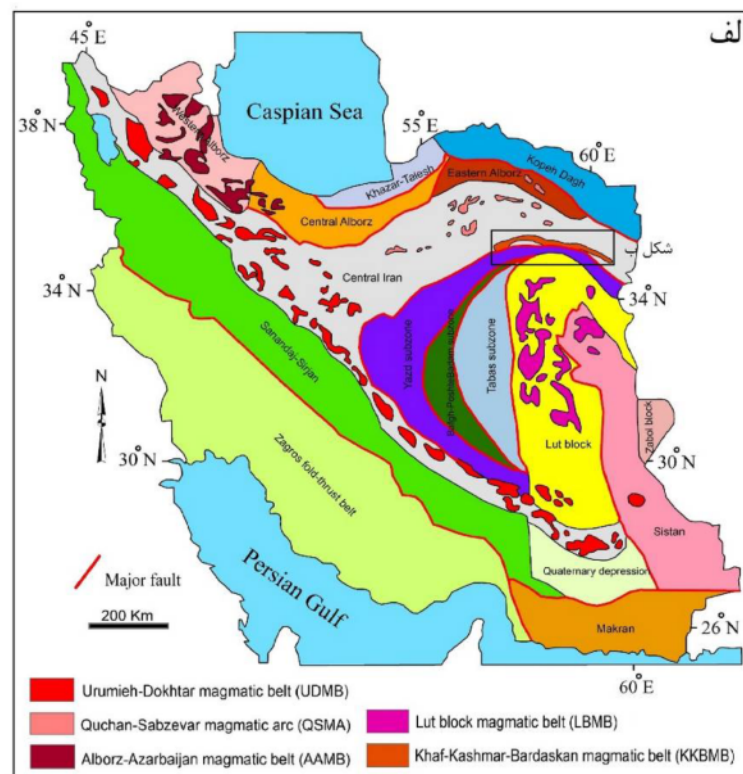 الف
45°E
38°N
Western Alborz
Caspian Sea
55°E
60°E
Khazar-Talesh
Eastern Alborz
Kopeh Dagh
Central Alborz
شکل ب
Central Iran
34°N
34°N
Sanandaj-Sirjan
Yazd subzone
Tabas subzone
N
Lut block
Zabol block
30°N
30°N
Zagros fold-thrust belt
Sistan
Major fault
Quaternary depression
200 Km
Persian Gulf
Makran
26°N
60°E
Urumieh-Dokhtar magmatic belt (UDMB)
Quchan-Sabzevar magmatic arc (QSMA)
Lut block magmatic belt (LBMB)
Alborz-Azarbaijan magmatic belt (AAMB)
Khaf-Kashmar-Bardaskan magmatic belt (KKBMB)